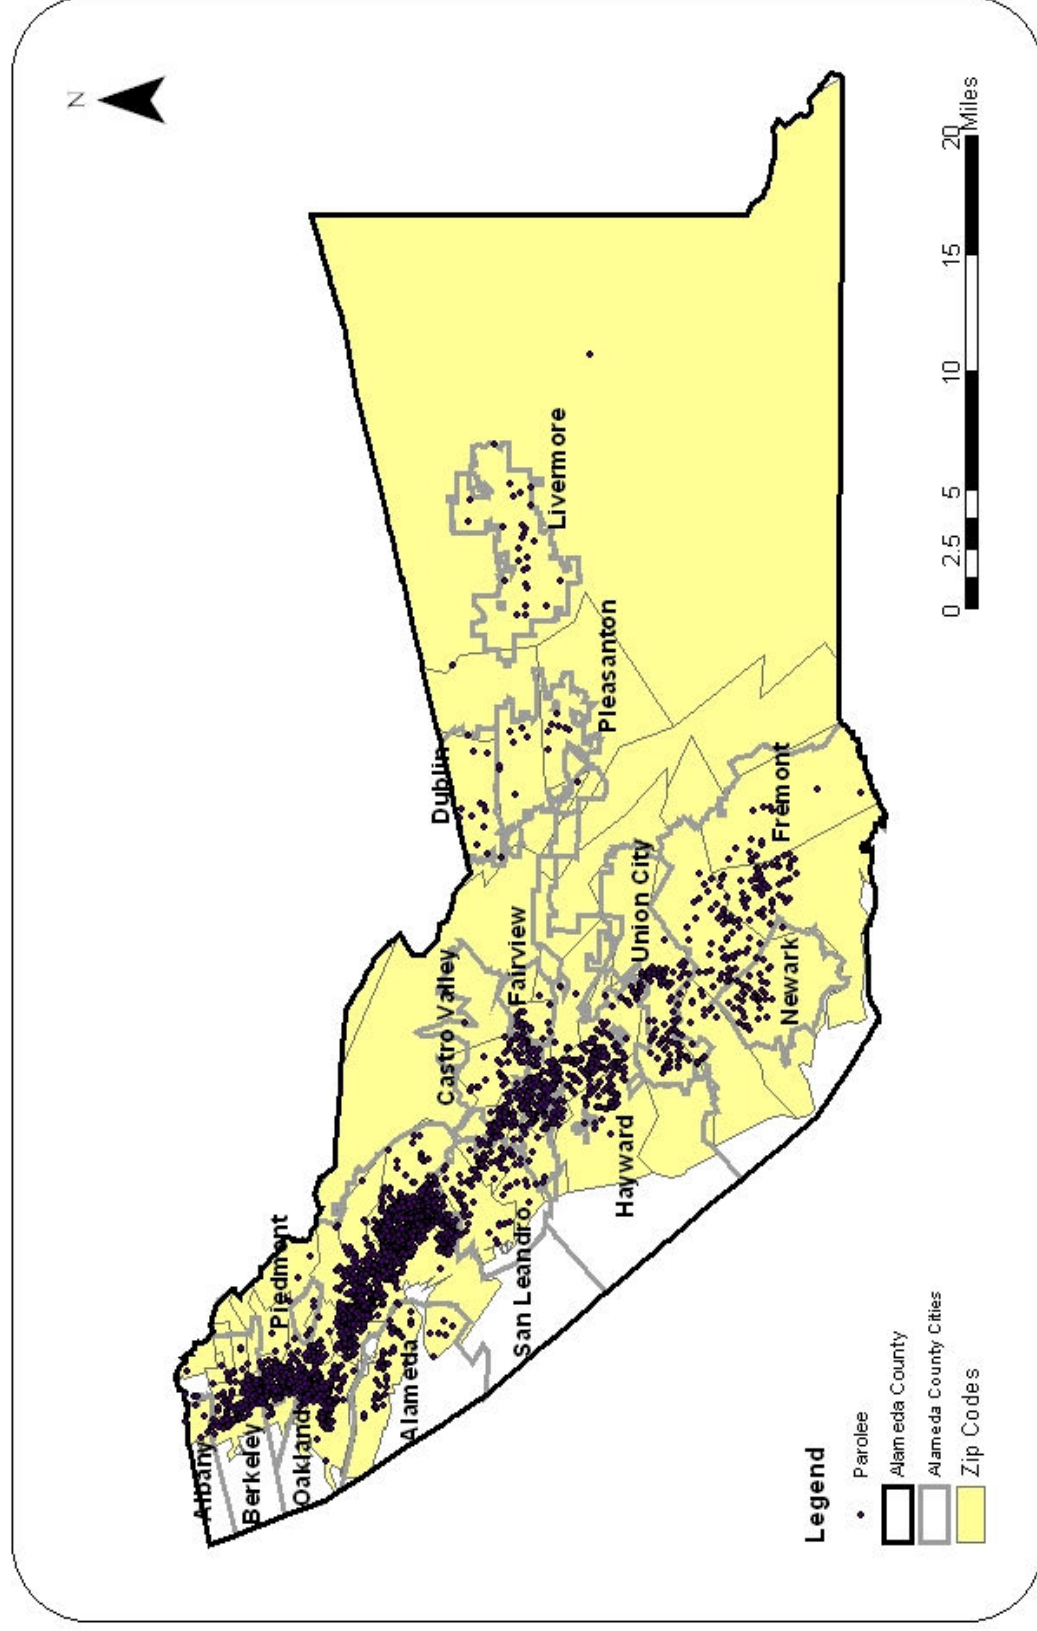 N
Albany
Berkeley
Oakland
Piedmont
Alameda
San Leandro
Castro Valley
Fairview
Hayward
Union City
Newark
Fremont
Dublin
Pleasanton
Livermore
Legend
Parolee
Alameda County
Alameda County Cities
Zip Codes
0 2.5 5 10 15 20
Miles